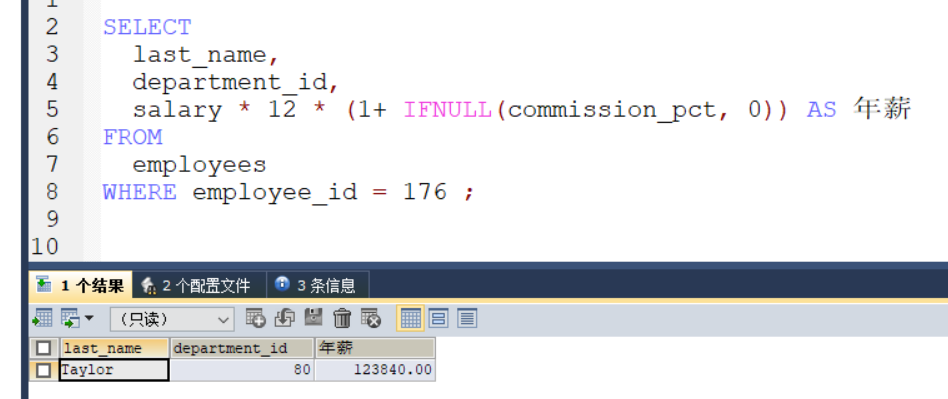 1
2 SELECT
3 last_name,
4 department_id,
5 salary * 12 * (1+ IFNULL(commission_pct, 0)) AS 年薪
6 FROM
7 employees
8 WHERE employee_id = 176 ;
9
10
1 个结果 2 个配置文件 3 条信息
(只读)
last_name department_id 年薪
Taylor 80 123840.00